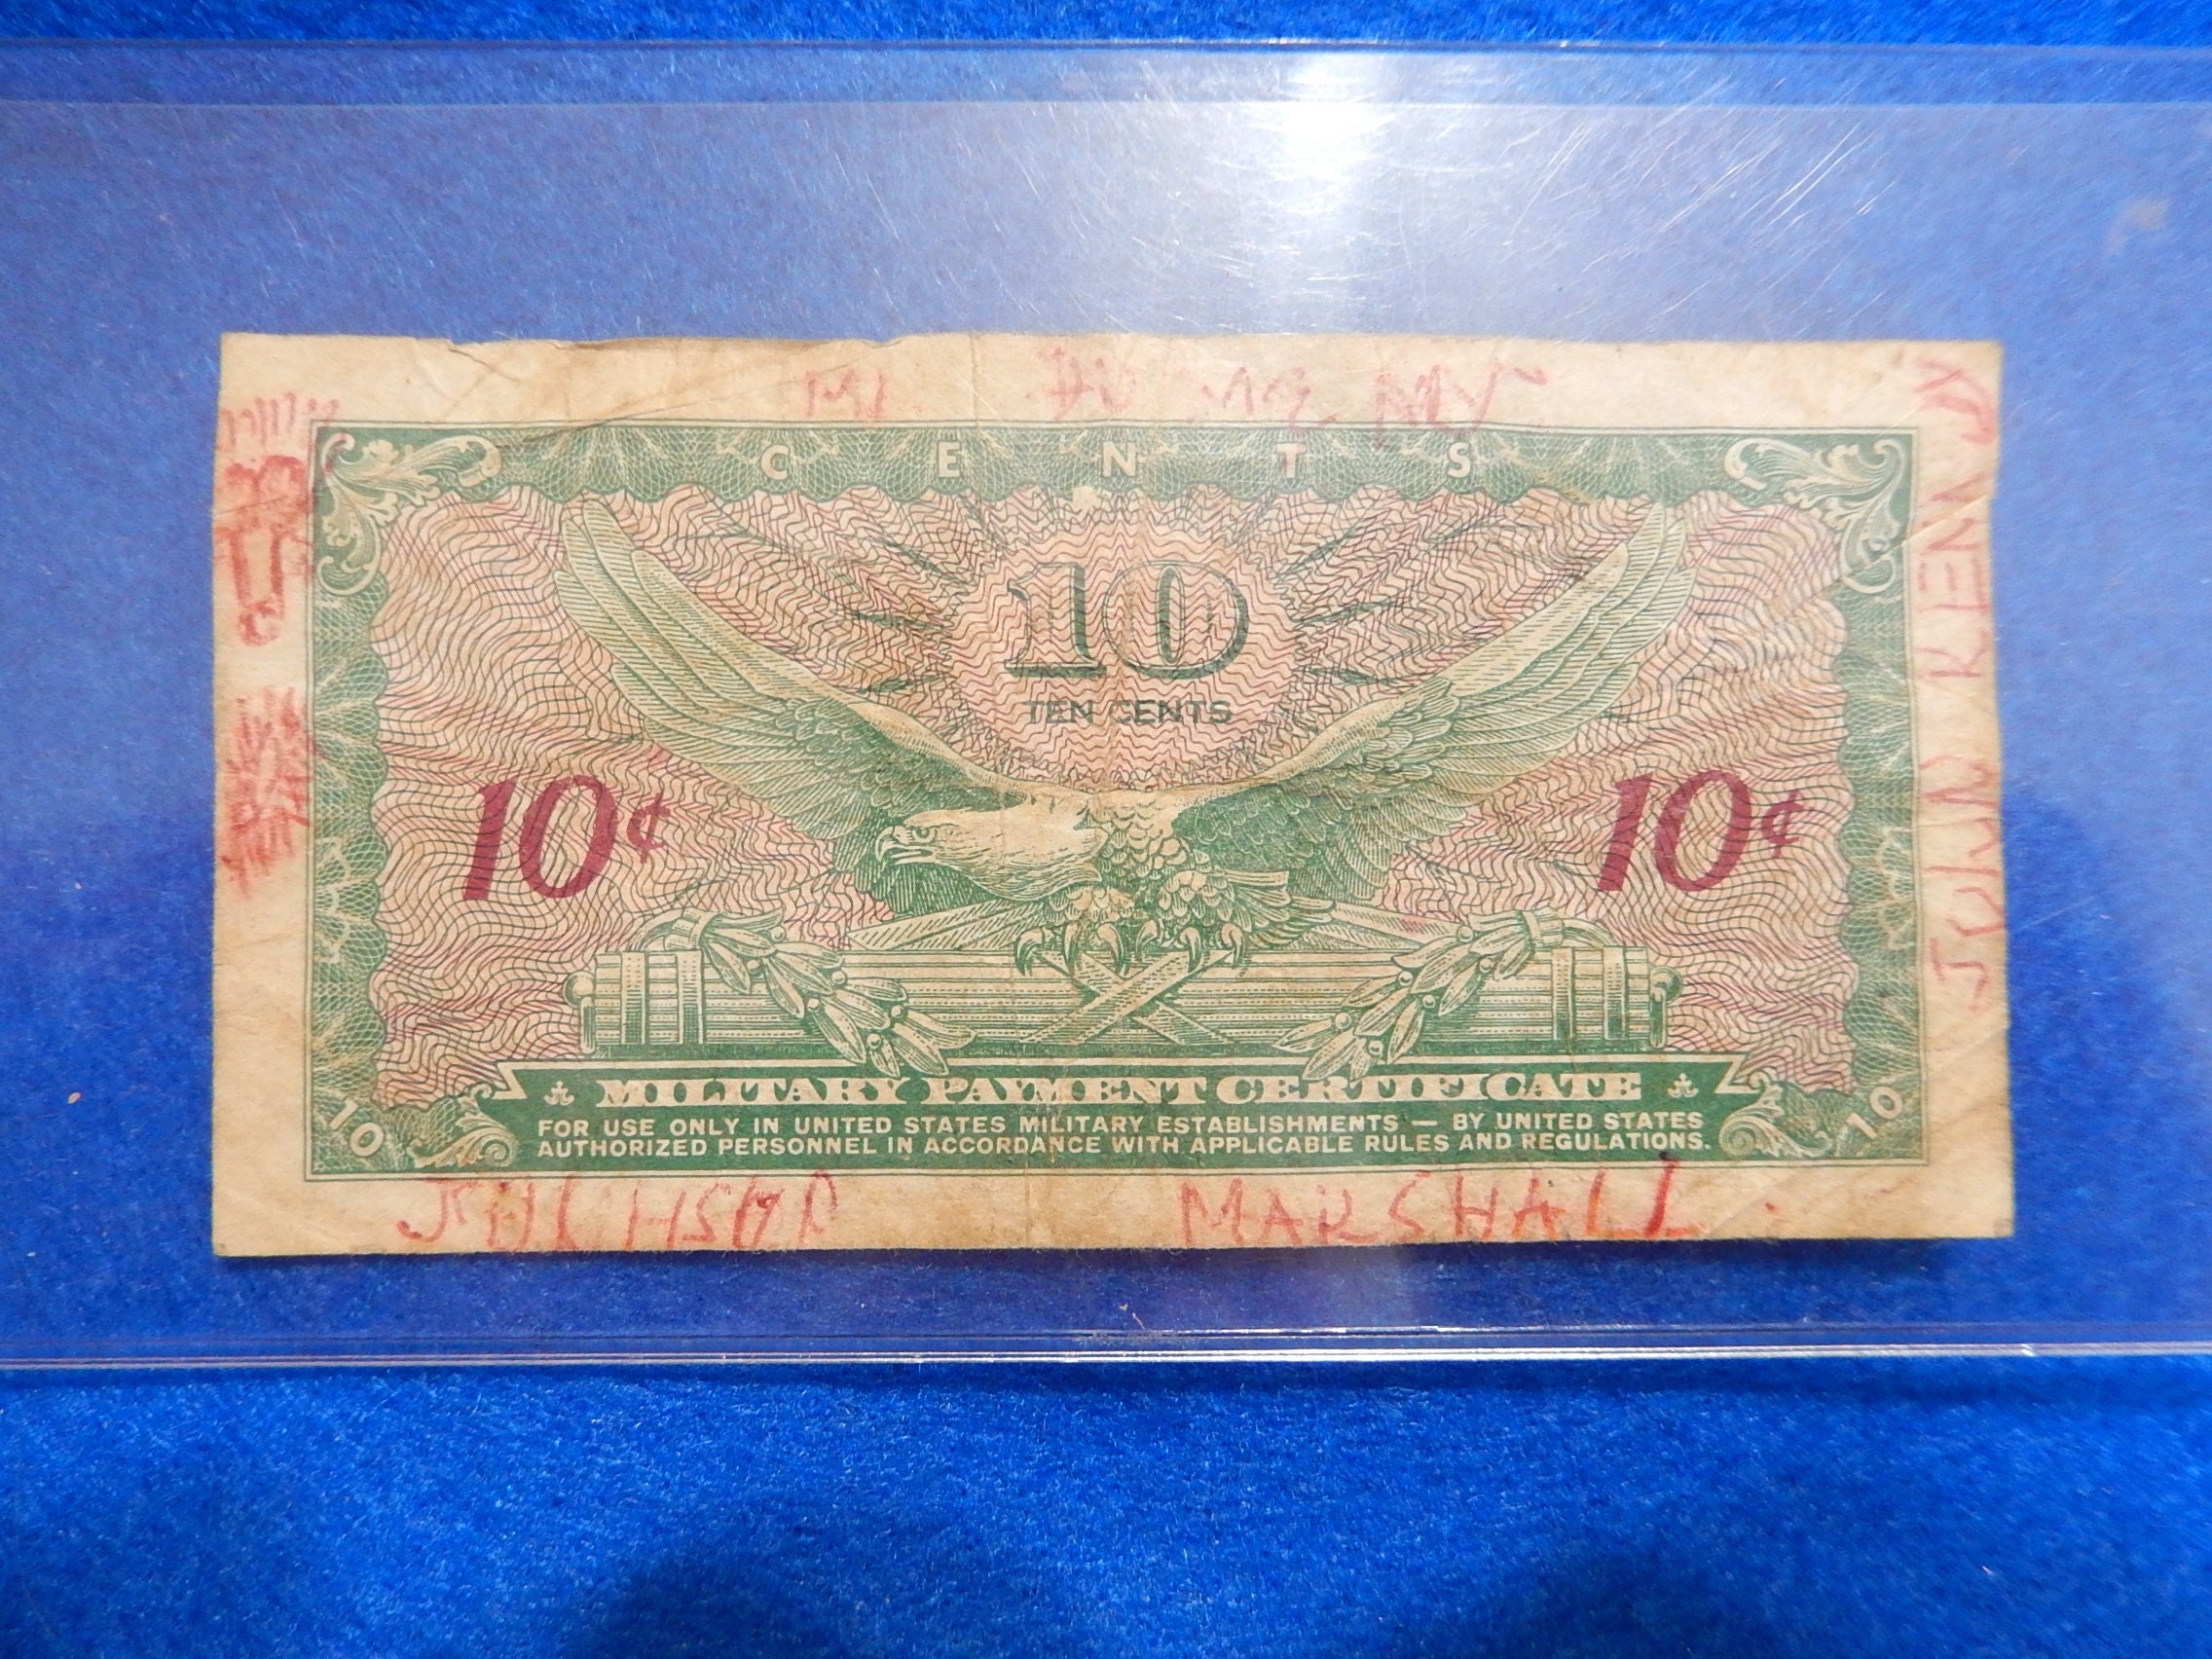 CENTS
10
TEN CENTS
10¢ 10¢
MILITARY PAYMENT CERTIFICATE
FOR USE ONLY IN UNITED STATES MILITARY ESTABLISHMENTS — BY UNITED STATES
AUTHORIZED PERSONNEL IN ACCORDANCE WITH APPLICABLE RULES AND REGULATIONS.
10 10
MARSHALL